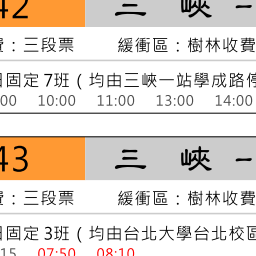 42 三 峽 -
費：三段票 緩衝區：樹林收費
日固定 7班（均由三峽一站學成路停
00 10:00 11:00 13:00 14:00
43 三 峽 -
費：三段票 緩衝區：樹林收費
日固定 3班（均由台北大學台北校區
15 07:50 08:10